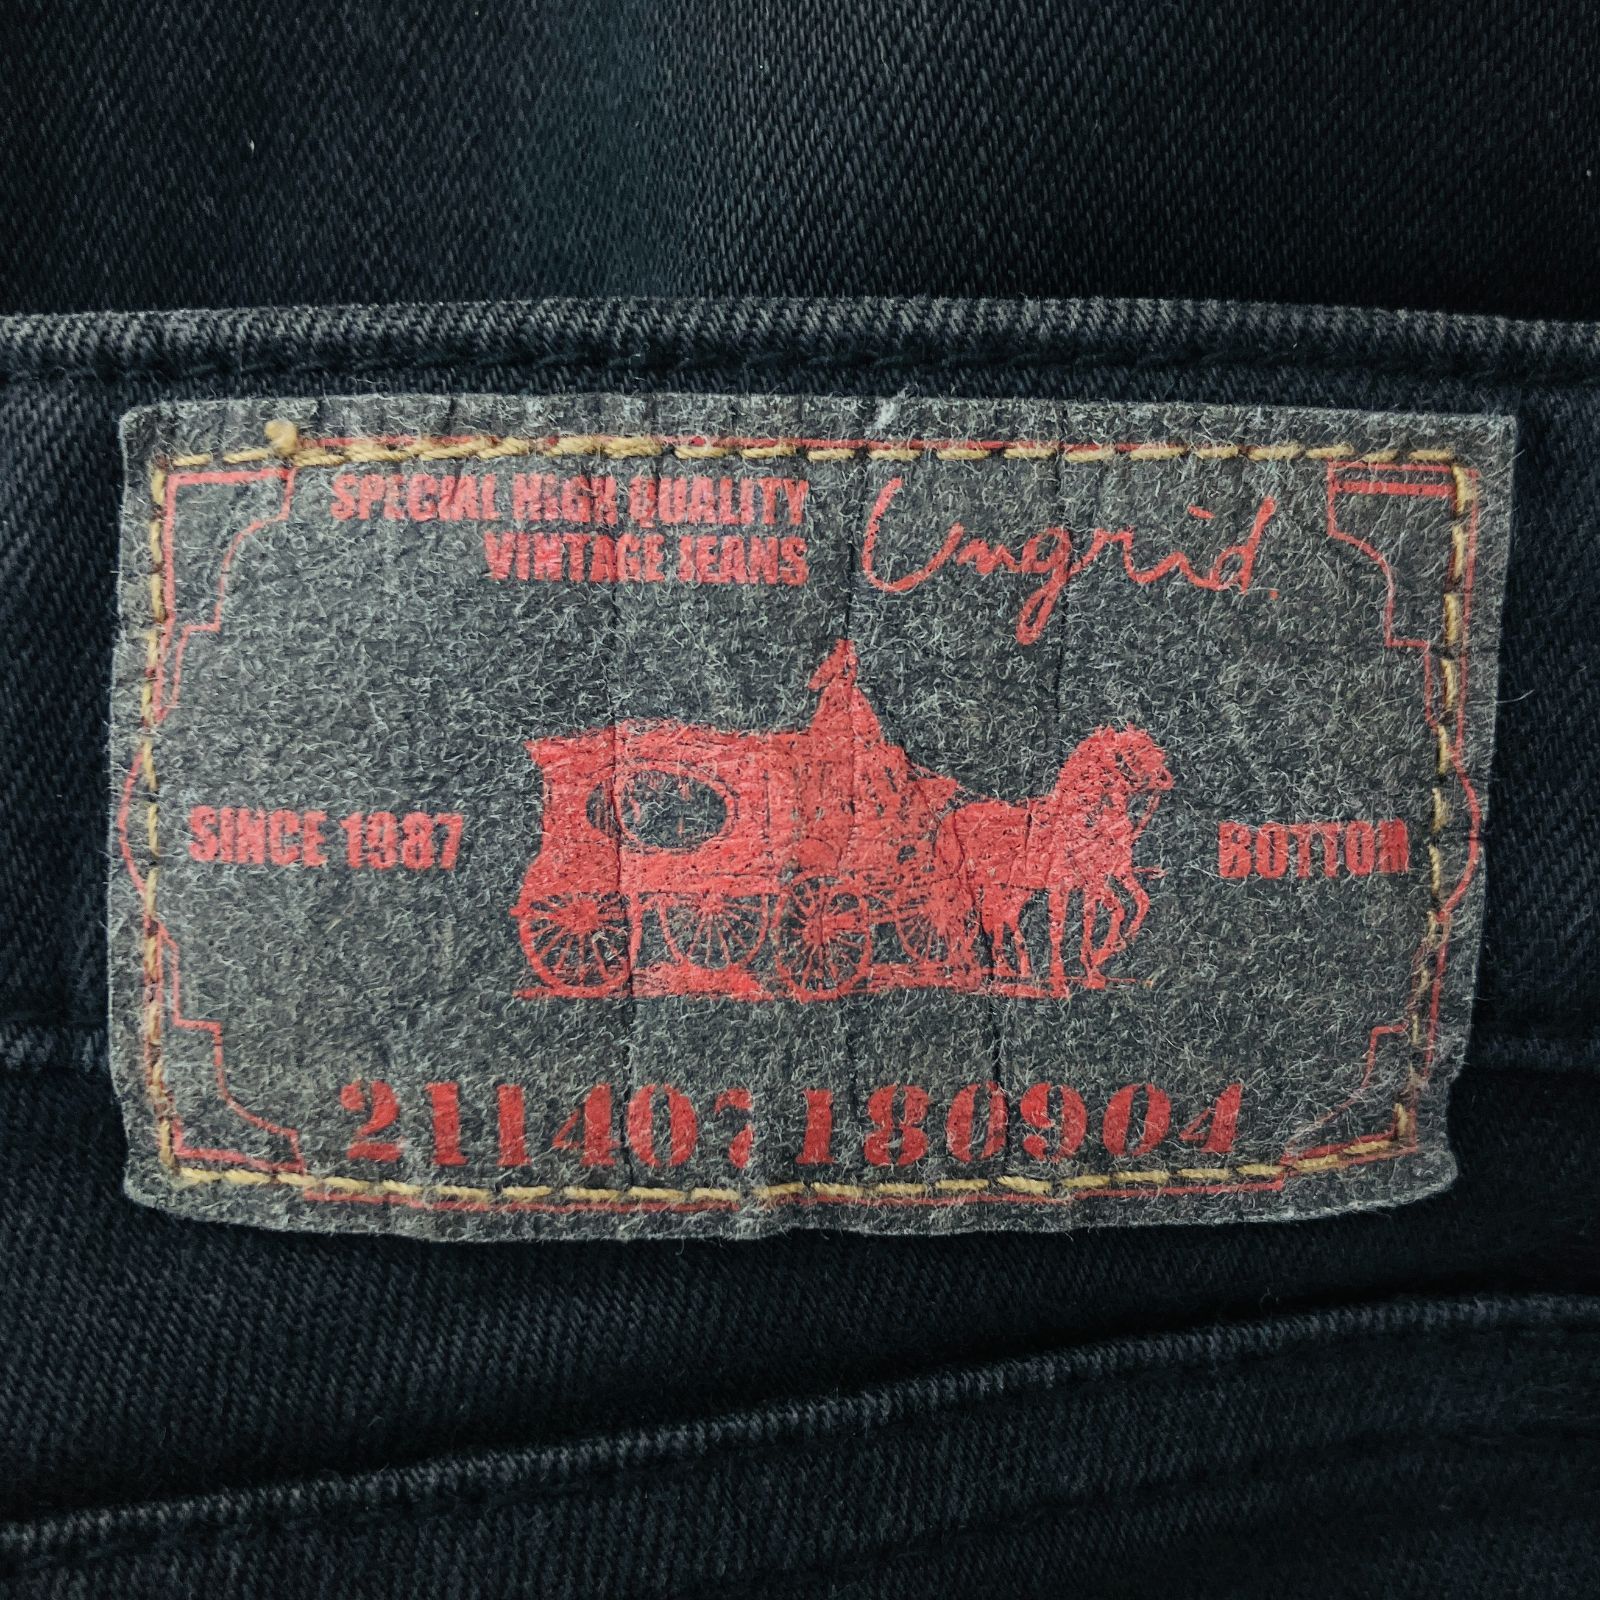 SPECIAL HIGH QUALITY
VINTAGE JEANS
Ungrid
SINCE 1987
BOTTOM
211407180904